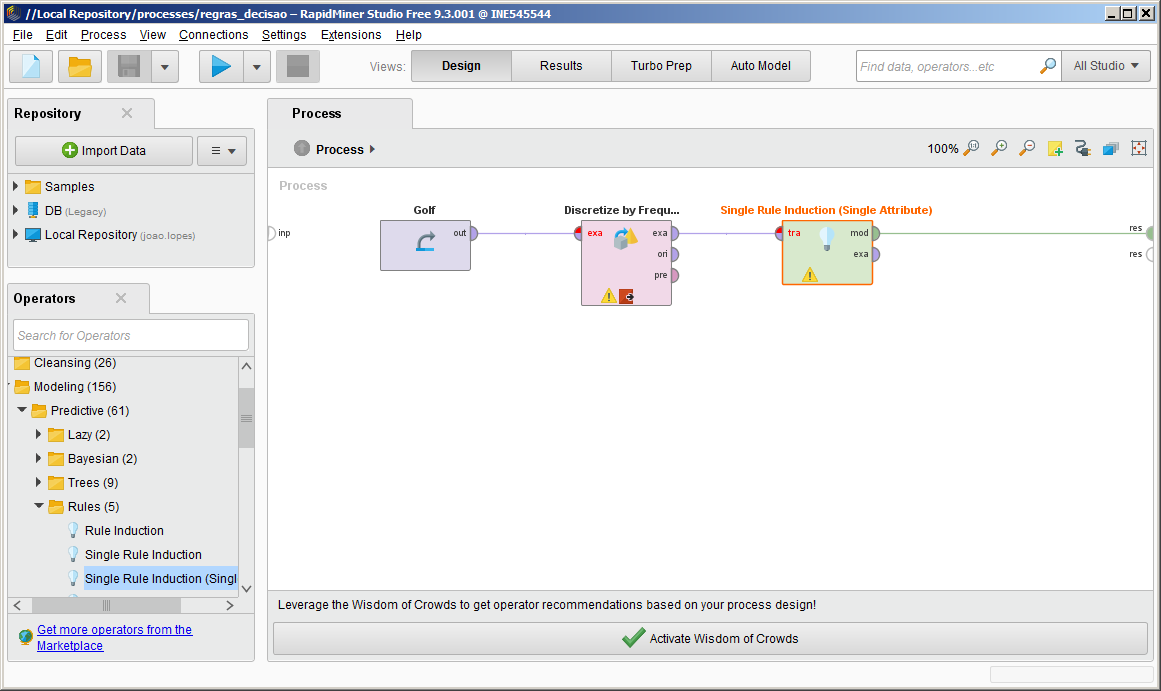 //Local Repository/processes/regras_decisao – RapidMiner Studio Free 9.3.001 @ INE545544
File Edit Process View Connections Settings Extensions Help
Views: Design Results Turbo Prep Auto Model Find data, operators...etc All Studio
Repository
Import Data
Samples
DB (Legacy)
Local Repository (joao.lopes)
Operators
Search for Operators
Cleansing (26)
Modeling (156)
Predictive (61)
Lazy (2)
Bayesian (2)
Trees (9)
Rules (5)
Rule Induction
Single Rule Induction
Single Rule Induction (Singl
Get more operators from the
Marketplace
Process
Process 100%
Process
inp
Golf
out
Discretize by Frequ...
exa exa
ori
pre
Single Rule Induction (Single Attribute)
tra mod
exa
res
res
Leverage the Wisdom of Crowds to get operator recommendations based on your process design!
Activate Wisdom of Crowds